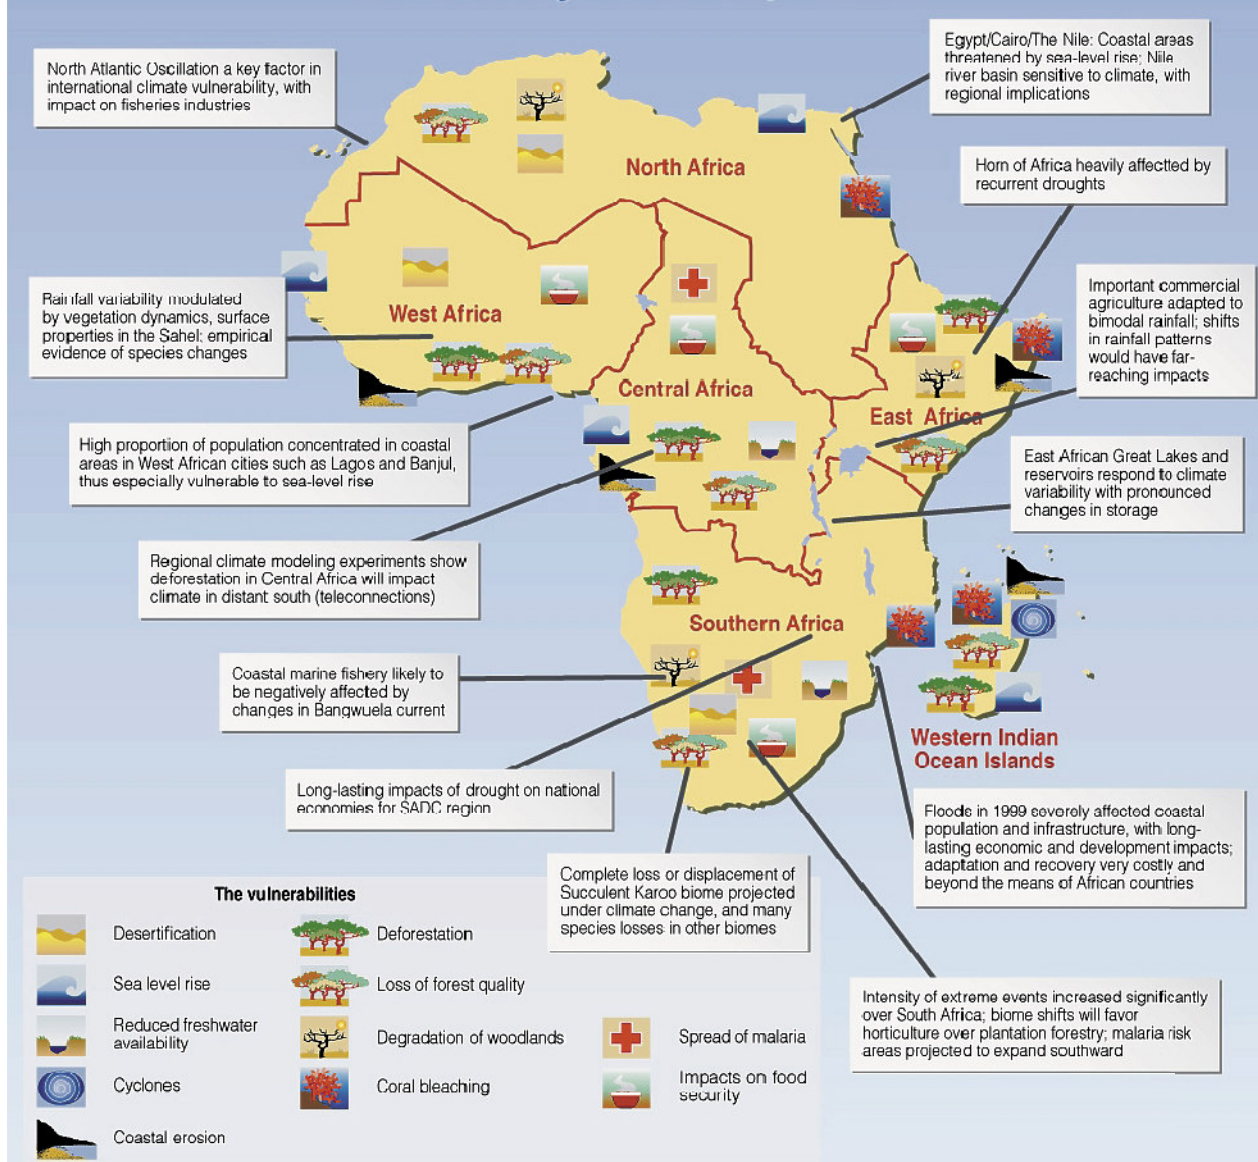 North Atlantic Oscillation a key factor in
international climate vulnerability, with
impact on fisheries industries
Egypt/Cairo/The Nile: Coastal areas
threatened by sea-level rise; Nile
river basin sensitive to climate, with
regional implications
North Africa
Horn of Africa heavily affectted by
recurrent droughts
Rainfall variability modulated
by vegetation dynamics, surface
properties in the Sahel; empirical
evidence of species changes
West Africa
Important commercial
agriculture adapted to
bimodal rainfall; shifts
in rainfall patterns
would have far-
reaching impacts
Central Africa
East Africa
High proportion of population concentrated in coastal
areas in West African cities such as Lagos and Banjul,
thus especially vulnerable to sea-level rise
East African Great Lakes and
reservoirs respond to climate
variability with pronounced
changes in storage
Regional climate modeling experiments show
deforestation in Central Africa will impact
climate in distant south (teleconnections)
Southern Africa
Coastal marine fishery likely to
be negatively affected by
changes in Bangwuela current
Western Indian
Ocean Islands
Long-lasting impacts of drought on national
economies for SADC region
Floods in 1999 severely affected coastal
population and infrastructure, with long-
lasting economic and development impacts;
adaptation and recovery very costly and
beyond the means of African countries
Complete loss or displacement of
Succulent Karoo biome projected
under climate change, and many
species losses in other biomes
Intensity of extreme events increased significantly
over South Africa; biome shifts will favor
horticulture over plantation forestry; malaria risk
areas projected to expand southward
The vulnerabilities
Desertification
Sea level rise
Reduced freshwater
availability
Cyclones
Coastal erosion
Deforestation
Loss of forest quality
Degradation of woodlands
Coral bleaching
Spread of malaria
Impacts on food
security